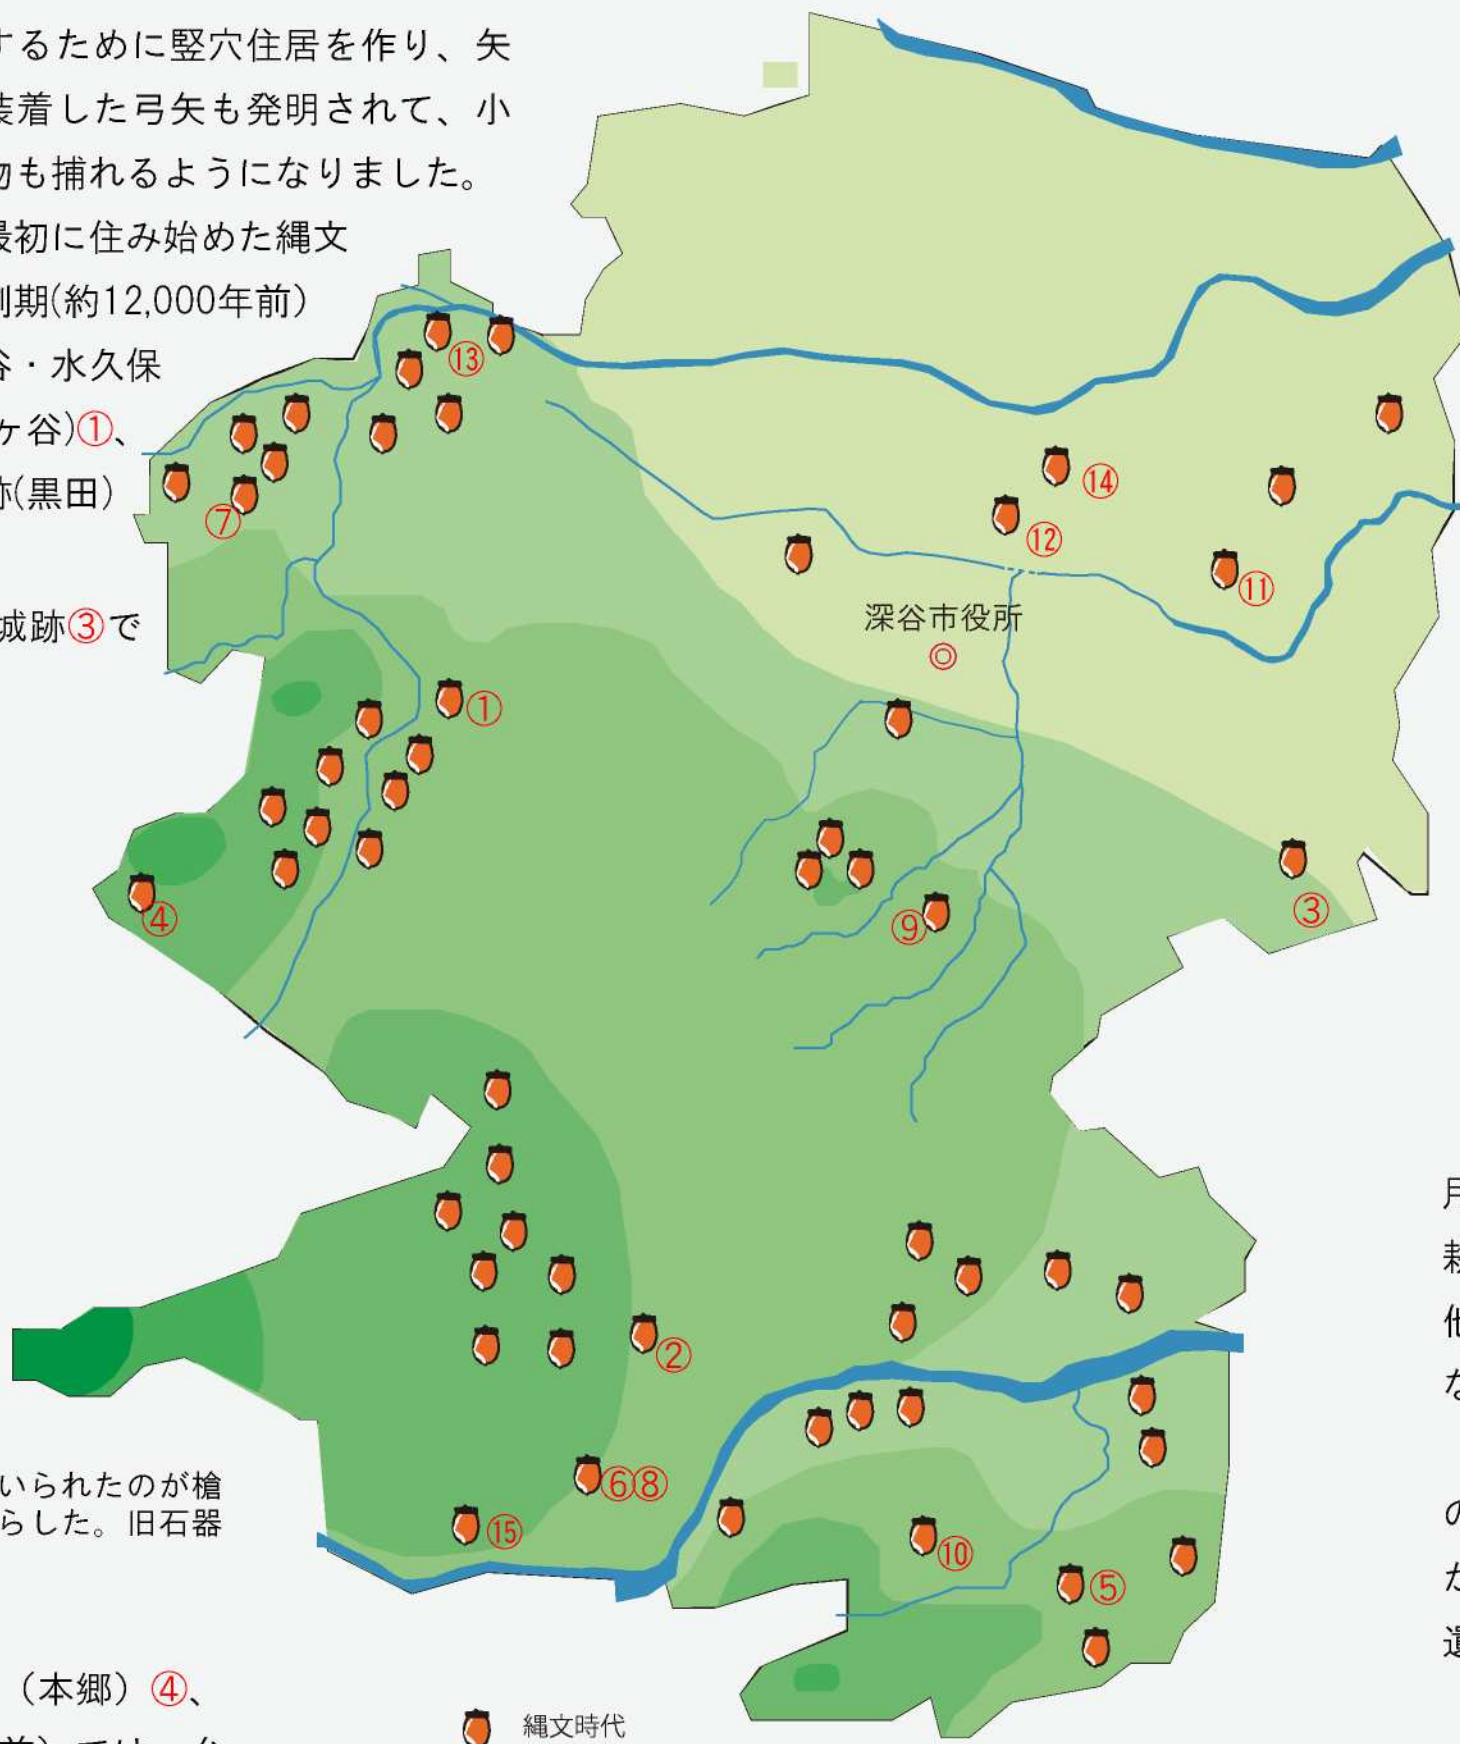 するために竪穴住居を作り、矢
装着した弓矢も発明されて、小
物も捕れるようになりました。
最初に住み始めた縄文
創期(約12,000年前)
谷・水久保
ヶ谷)①、
跡(黒田)
城跡③で
⑬
⑦
⑭
⑫
⑪
深谷市役所
◎
①
④
⑨
③
②
⑥⑧
⑮
⑩
⑤
いられたのが槍
らした。旧石器
(本郷)④、
縄文時代
他
な
の
遺